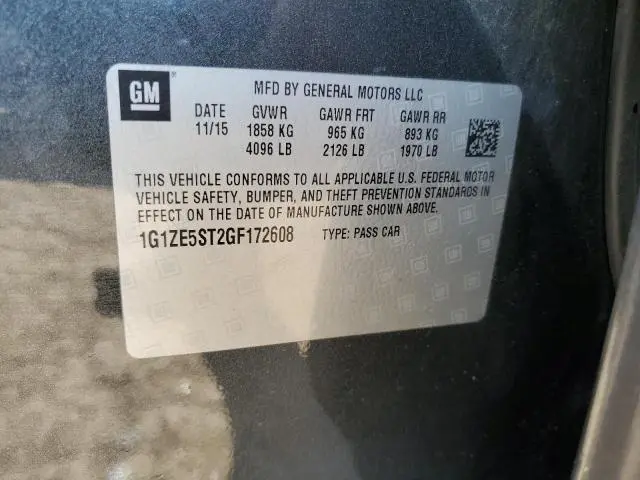 GM
MFD BY GENERAL MOTORS LLC
DATE GVWR GAWR FRT GAWR RR
11/15 1858 KG 965 KG 893 KG
4096 LB 2126 LB 1970 LB
THIS VEHICLE CONFORMS TO ALL APPLICABLE U.S. FEDERAL MOTOR
VEHICLE SAFETY, BUMPER, AND THEFT PREVENTION STANDARDS IN
EFFECT ON THE DATE OF MANUFACTURE SHOWN ABOVE.
1G1ZE5ST2GF172608 TYPE: PASS CAR